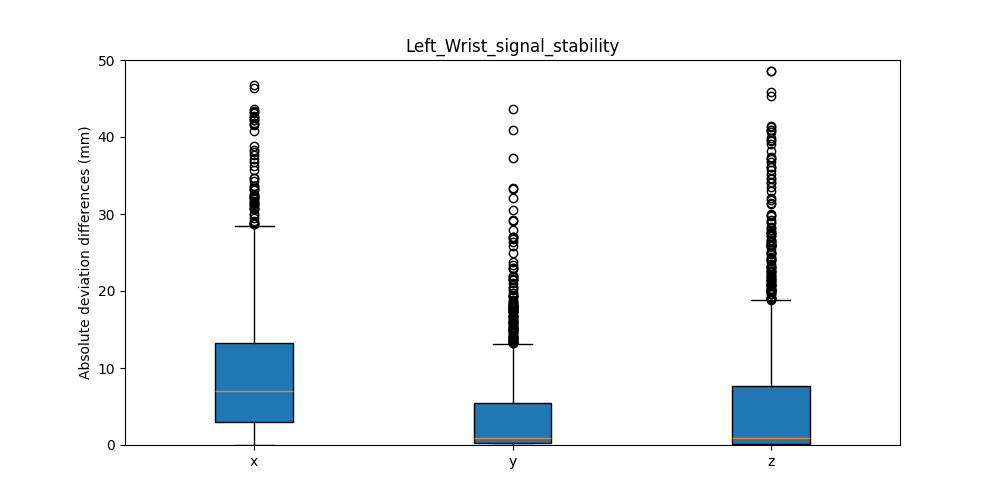 Left_Wrist_signal_stability
Absolute deviation differences (mm)
50
40
30
20
10
0
x y z